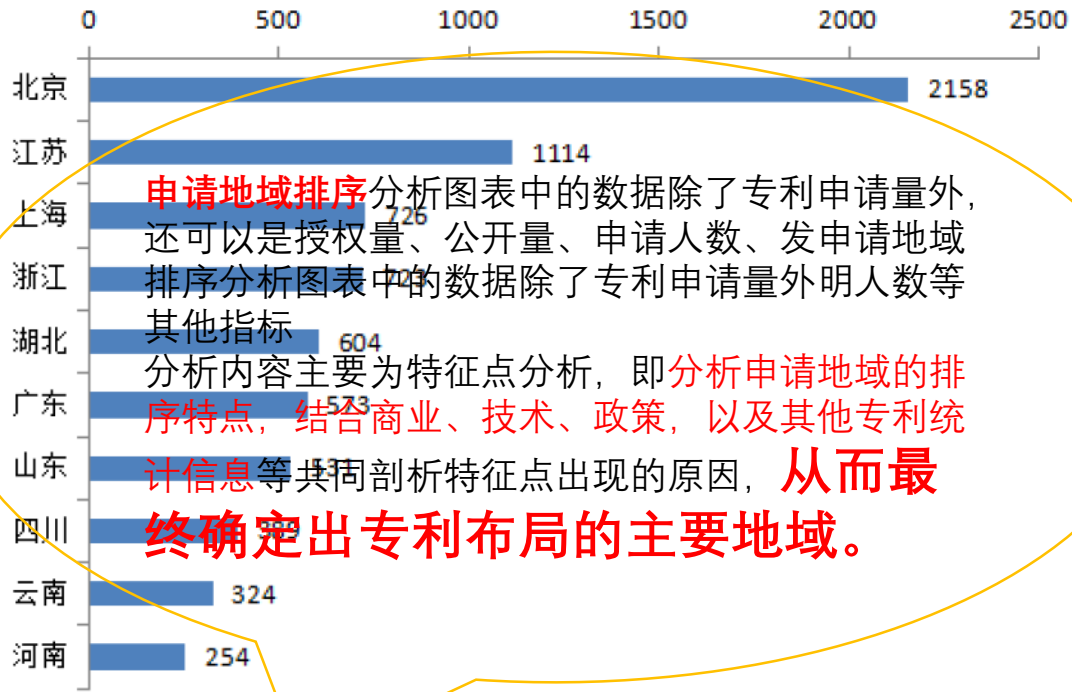 0 500 1000 1500 2000 2500
北京 2158
江苏 1114
上海 726
浙江 723
湖北 604
广东 573
山东 531
四川 389
云南 324
河南 254
申请地域排序分析图表中的数据除了专利申请量外,
还可以是授权量、公开量、申请人数、发申请地域
排序分析图表中的数据除了专利申请量外明人数等
其他指标
分析内容主要为特征点分析，即分析申请地域的排
序特点，结合商业、技术、政策，以及其他专利统
计信息等共同剖析特征点出现的原因，从而最
终确定出专利布局的主要地域。